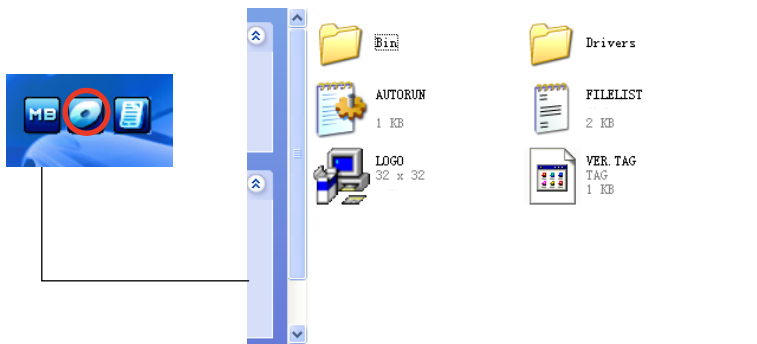 MB
Bin
Drivers
AUTORUN
1 KB
FILELIST
2 KB
LOGO
32 x 32
VER.TAG
TAG
1 KB